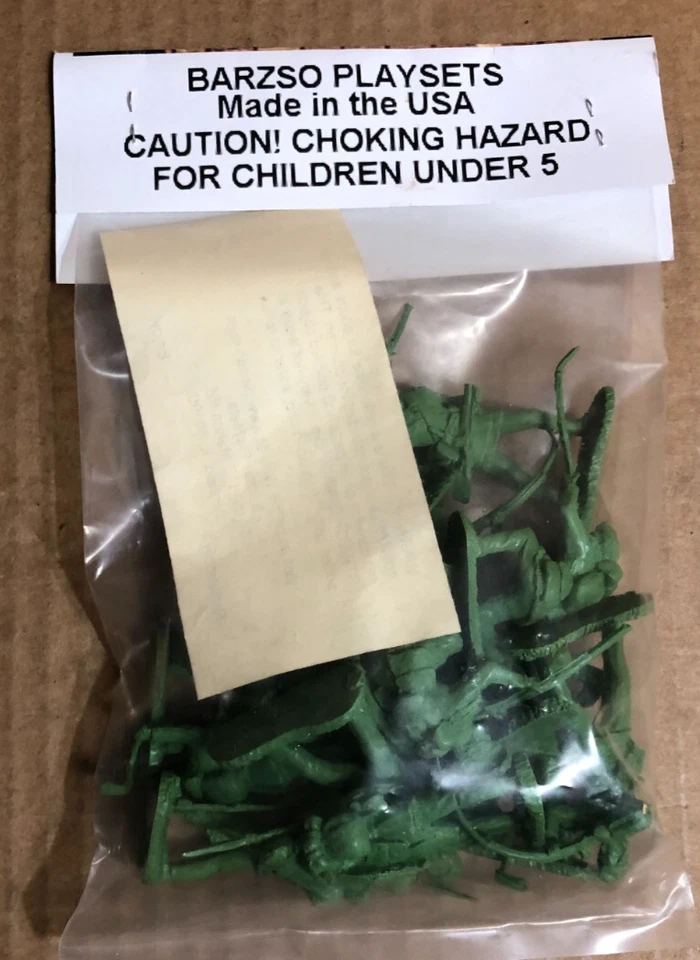 BARZSO PLAYSETS
Made in the USA
CAUTION! CHOKING HAZARD
FOR CHILDREN UNDER 5